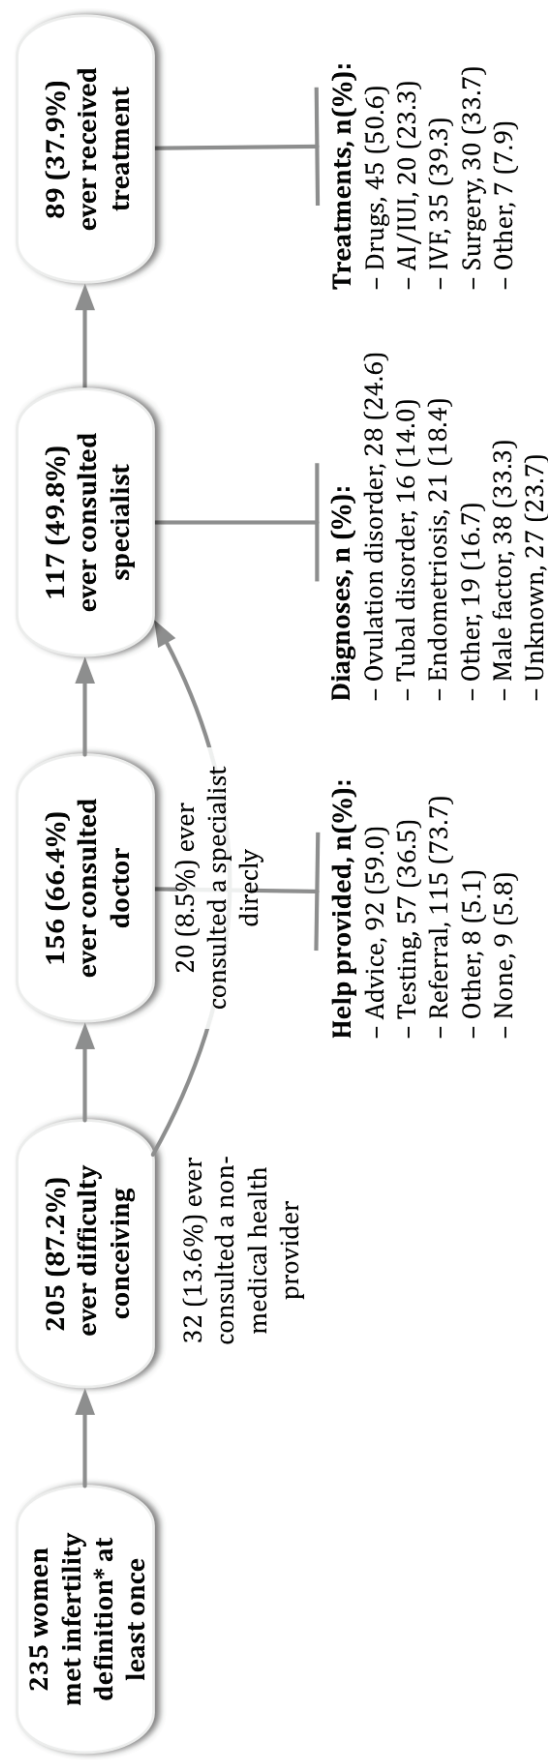 235 women
met infertility
definition* at
least once
205 (87.2%)
ever difficulty
conceiving
32 (13.6%) ever
consulted a non-
medical health
provider
156 (66.4%)
ever consulted
doctor
20 (8.5%) ever
consulted a specialist
direcly
Help provided, n(%):
– Advice, 92 (59.0)
– Testing, 57 (36.5)
– Referral, 115 (73.7)
– Other, 8 (5.1)
– None, 9 (5.8)
117 (49.8%)
ever consulted
specialist
Diagnoses, n (%):
– Ovulation disorder, 28 (24.6)
– Tubal disorder, 16 (14.0)
– Endometriosis, 21 (18.4)
– Other, 19 (16.7)
– Male factor, 38 (33.3)
– Unknown, 27 (23.7)
89 (37.9%)
ever received
treatment
Treatments, n(%):
– Drugs, 45 (50.6)
– AI/IUI, 20 (23.3)
– IVF, 35 (39.3)
– Surgery, 30 (33.7)
– Other, 7 (7.9)